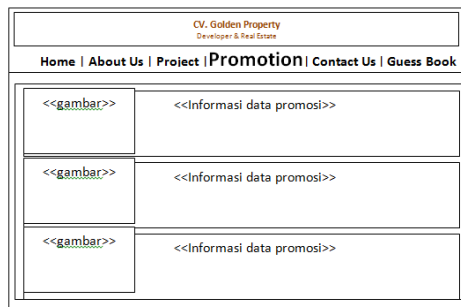 CV. Golden Property
Developer & Real Estate
Home | About Us | Project |Promotion| Contact Us | Guess Book
<<gambar>> <<Informasi data promosi>>
<<gambar>> <<Informasi data promosi>>
<<gambar>> <<Informasi data promosi>>